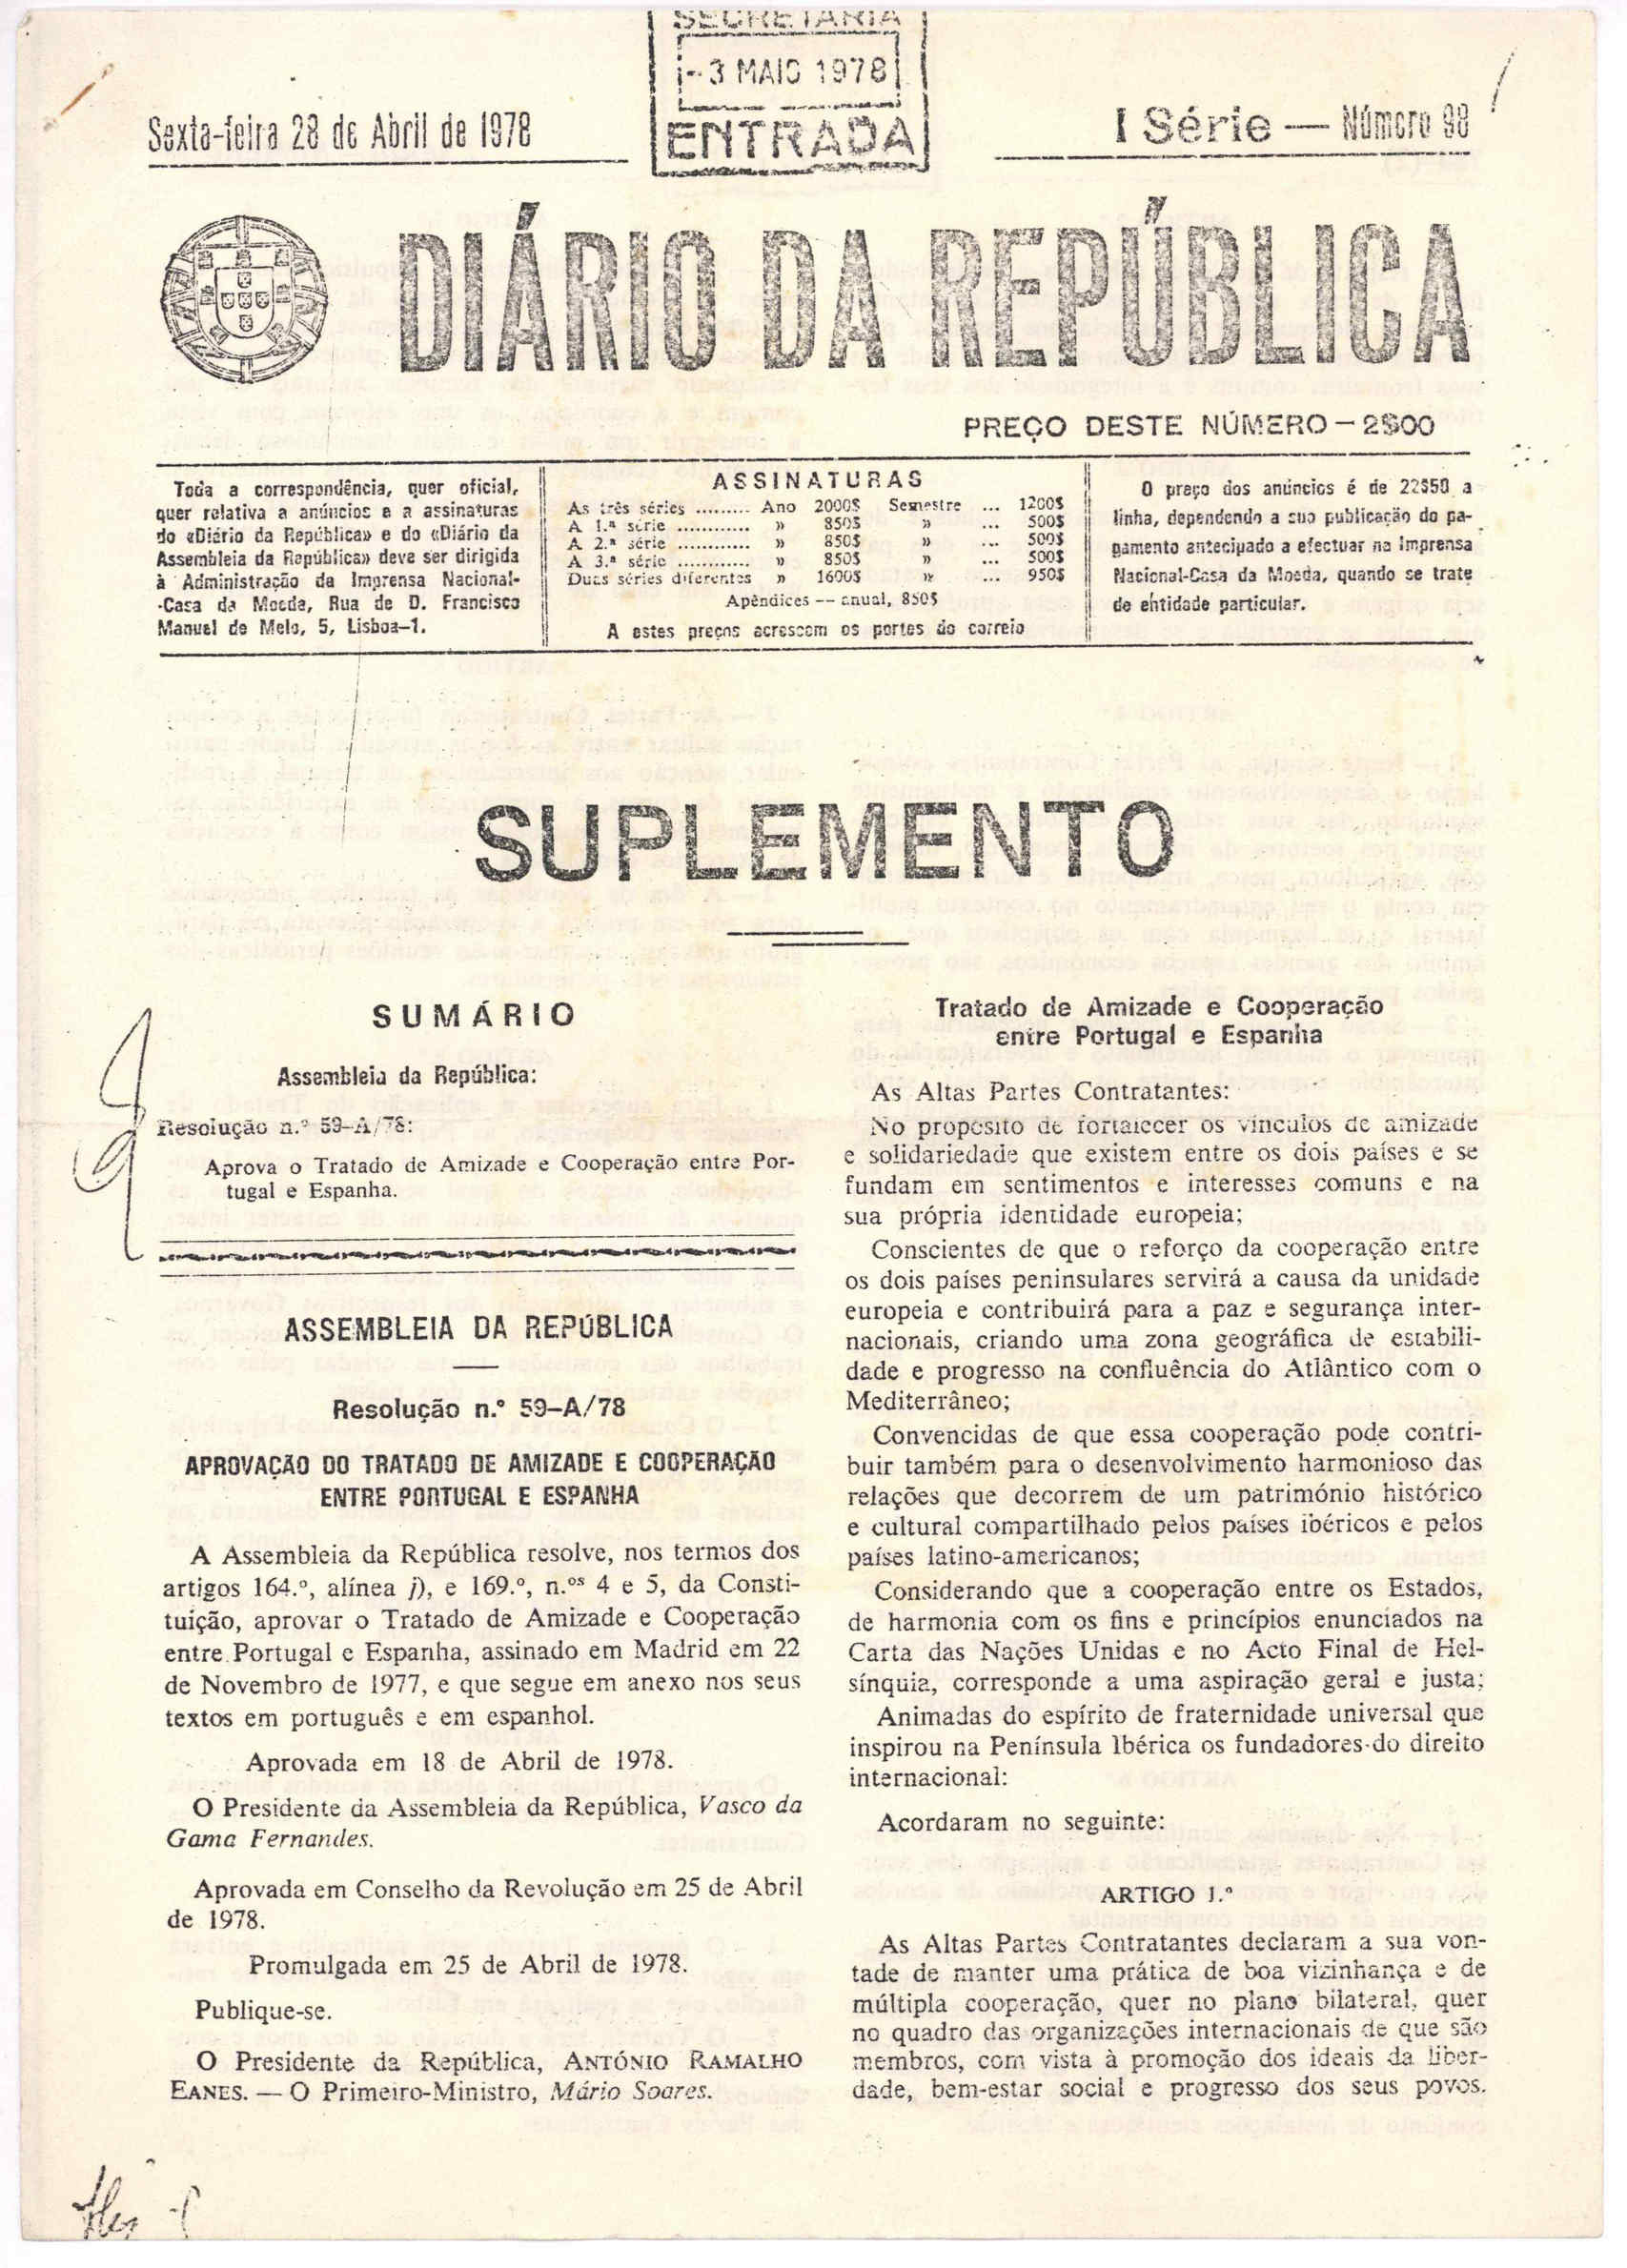 SECRETARIA
-3 MAIO 1978
ENTRADA
Sexta-feira 28 de Abril de 1978
I Série — Número 98
DIÁRIO DA REPÚBLICA
PREÇO DESTE NÚMERO — 2$00
Toda a correspondência, quer oficial,
quer relativa a anúncios e a assinaturas
do «Diário da República» e do «Diário da
Assembleia da República» deve ser dirigida
à Administração da Imprensa Nacional-
-Casa da Moeda, Rua de D. Francisco
Manuel de Melo, 5, Lisboa-1.
ASSINATURAS
As três séries ......... Ano 2000$ Semestre ... 1200$
A 1.ª série ............ » 850$ » ... 500$
A 2.ª série ............ » 850$ » ... 500$
A 3.ª série ............ » 850$ » ... 500$
Duas séries diferentes » 1600$ » ... 950$
Apêndices — anual, 850$
A estes preços acrescem os portes do correio
O preço dos anúncios é de 22$50 a
linha, dependendo a sua publicação do pa-
gamento antecipado a efectuar na Imprensa
Nacional-Casa da Moeda, quando se trate
de entidade particular.
SUPLEMENTO
SUMÁRIO
Assembleia da República:
Resolução n.º 59-A/78:
Aprova o Tratado de Amizade e Cooperação entre Por-
tugal e Espanha.
ASSEMBLEIA DA REPÚBLICA
Resolução n.º 59-A/78
APROVAÇÃO DO TRATADO DE AMIZADE E COOPERAÇÃO
ENTRE PORTUGAL E ESPANHA
A Assembleia da República resolve, nos termos dos
artigos 164.º, alínea j), e 169.º, n.os 4 e 5, da Consti-
tuição, aprovar o Tratado de Amizade e Cooperação
entre Portugal e Espanha, assinado em Madrid em 22
de Novembro de 1977, e que segue em anexo nos seus
textos em português e em espanhol.
Aprovada em 18 de Abril de 1978.
O Presidente da Assembleia da República, Vasco da
Gama Fernandes.
Aprovada em Conselho da Revolução em 25 de Abril
de 1978.
Promulgada em 25 de Abril de 1978.
Publique-se.
O Presidente da República, ANTÓNIO RAMALHO
EANES. — O Primeiro-Ministro, Mário Soares.
Tratado de Amizade e Cooperação
entre Portugal e Espanha
As Altas Partes Contratantes:
No propósito de fortalecer os vínculos de amizade
e solidariedade que existem entre os dois países e se
fundam em sentimentos e interesses comuns e na
sua própria identidade europeia;
Conscientes de que o reforço da cooperação entre
os dois países peninsulares servirá a causa da unidade
europeia e contribuirá para a paz e segurança inter-
nacionais, criando uma zona geográfica de estabili-
dade e progresso na confluência do Atlântico com o
Mediterrâneo;
Convencidas de que essa cooperação pode contri-
buir também para o desenvolvimento harmonioso das
relações que decorrem de um património histórico
e cultural compartilhado pelos países ibéricos e pelos
países latino-americanos;
Considerando que a cooperação entre os Estados,
de harmonia com os fins e princípios enunciados na
Carta das Nações Unidas e no Acto Final de Hel-
sínquia, corresponde a uma aspiração geral e justa;
Animadas do espírito de fraternidade universal que
inspirou na Península Ibérica os fundadores do direito
internacional:
Acordaram no seguinte:
ARTIGO 1.º
As Altas Partes Contratantes declaram a sua von-
tade de manter uma prática de boa vizinhança e de
múltipla cooperação, quer no plano bilateral, quer
no quadro das organizações internacionais de que são
membros, com vista à promoção dos ideais da liber-
dade, bem-estar social e progresso dos seus povos.